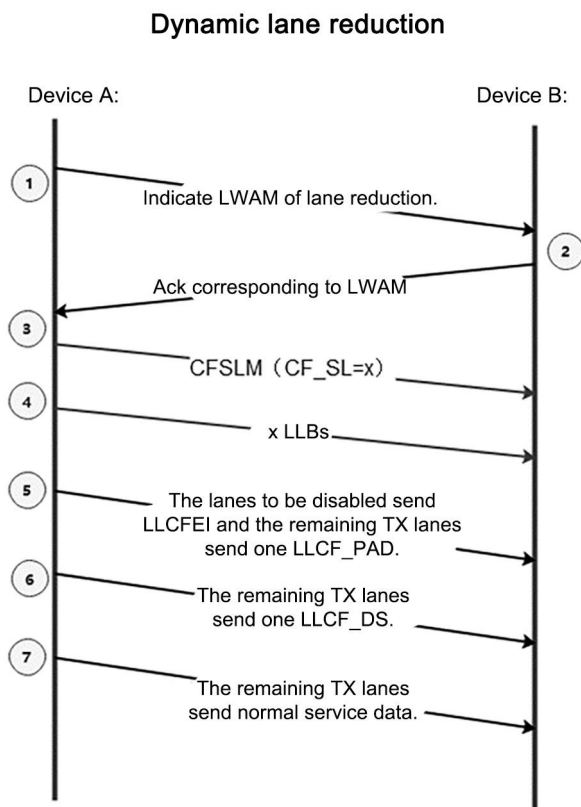 Dynamic lane reduction
Device A:
Device B:
1
Indicate LWAM of lane reduction.
2
Ack corresponding to LWAM
3
CFSLM（CF_SL=x）
4
x LLBs
5
The lanes to be disabled send
LLCFEI and the remaining TX lanes
send one LLCF_PAD.
6
The remaining TX lanes
send one LLCF_DS.
7
The remaining TX lanes
send normal service data.